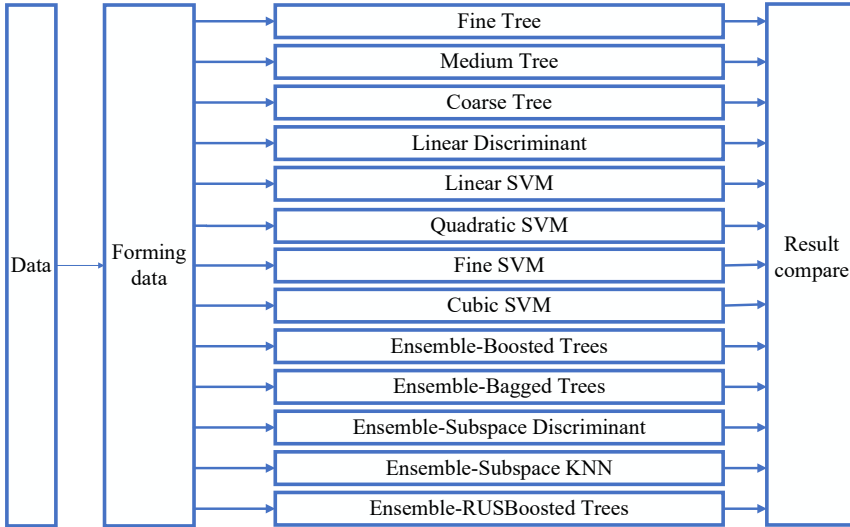 Data
Forming
data
Fine Tree
Medium Tree
Coarse Tree
Linear Discriminant
Linear SVM
Quadratic SVM
Fine SVM
Cubic SVM
Ensemble-Boosted Trees
Ensemble-Bagged Trees
Ensemble-Subspace Discriminant
Ensemble-Subspace KNN
Ensemble-RUSBoosted Trees
Result
compare